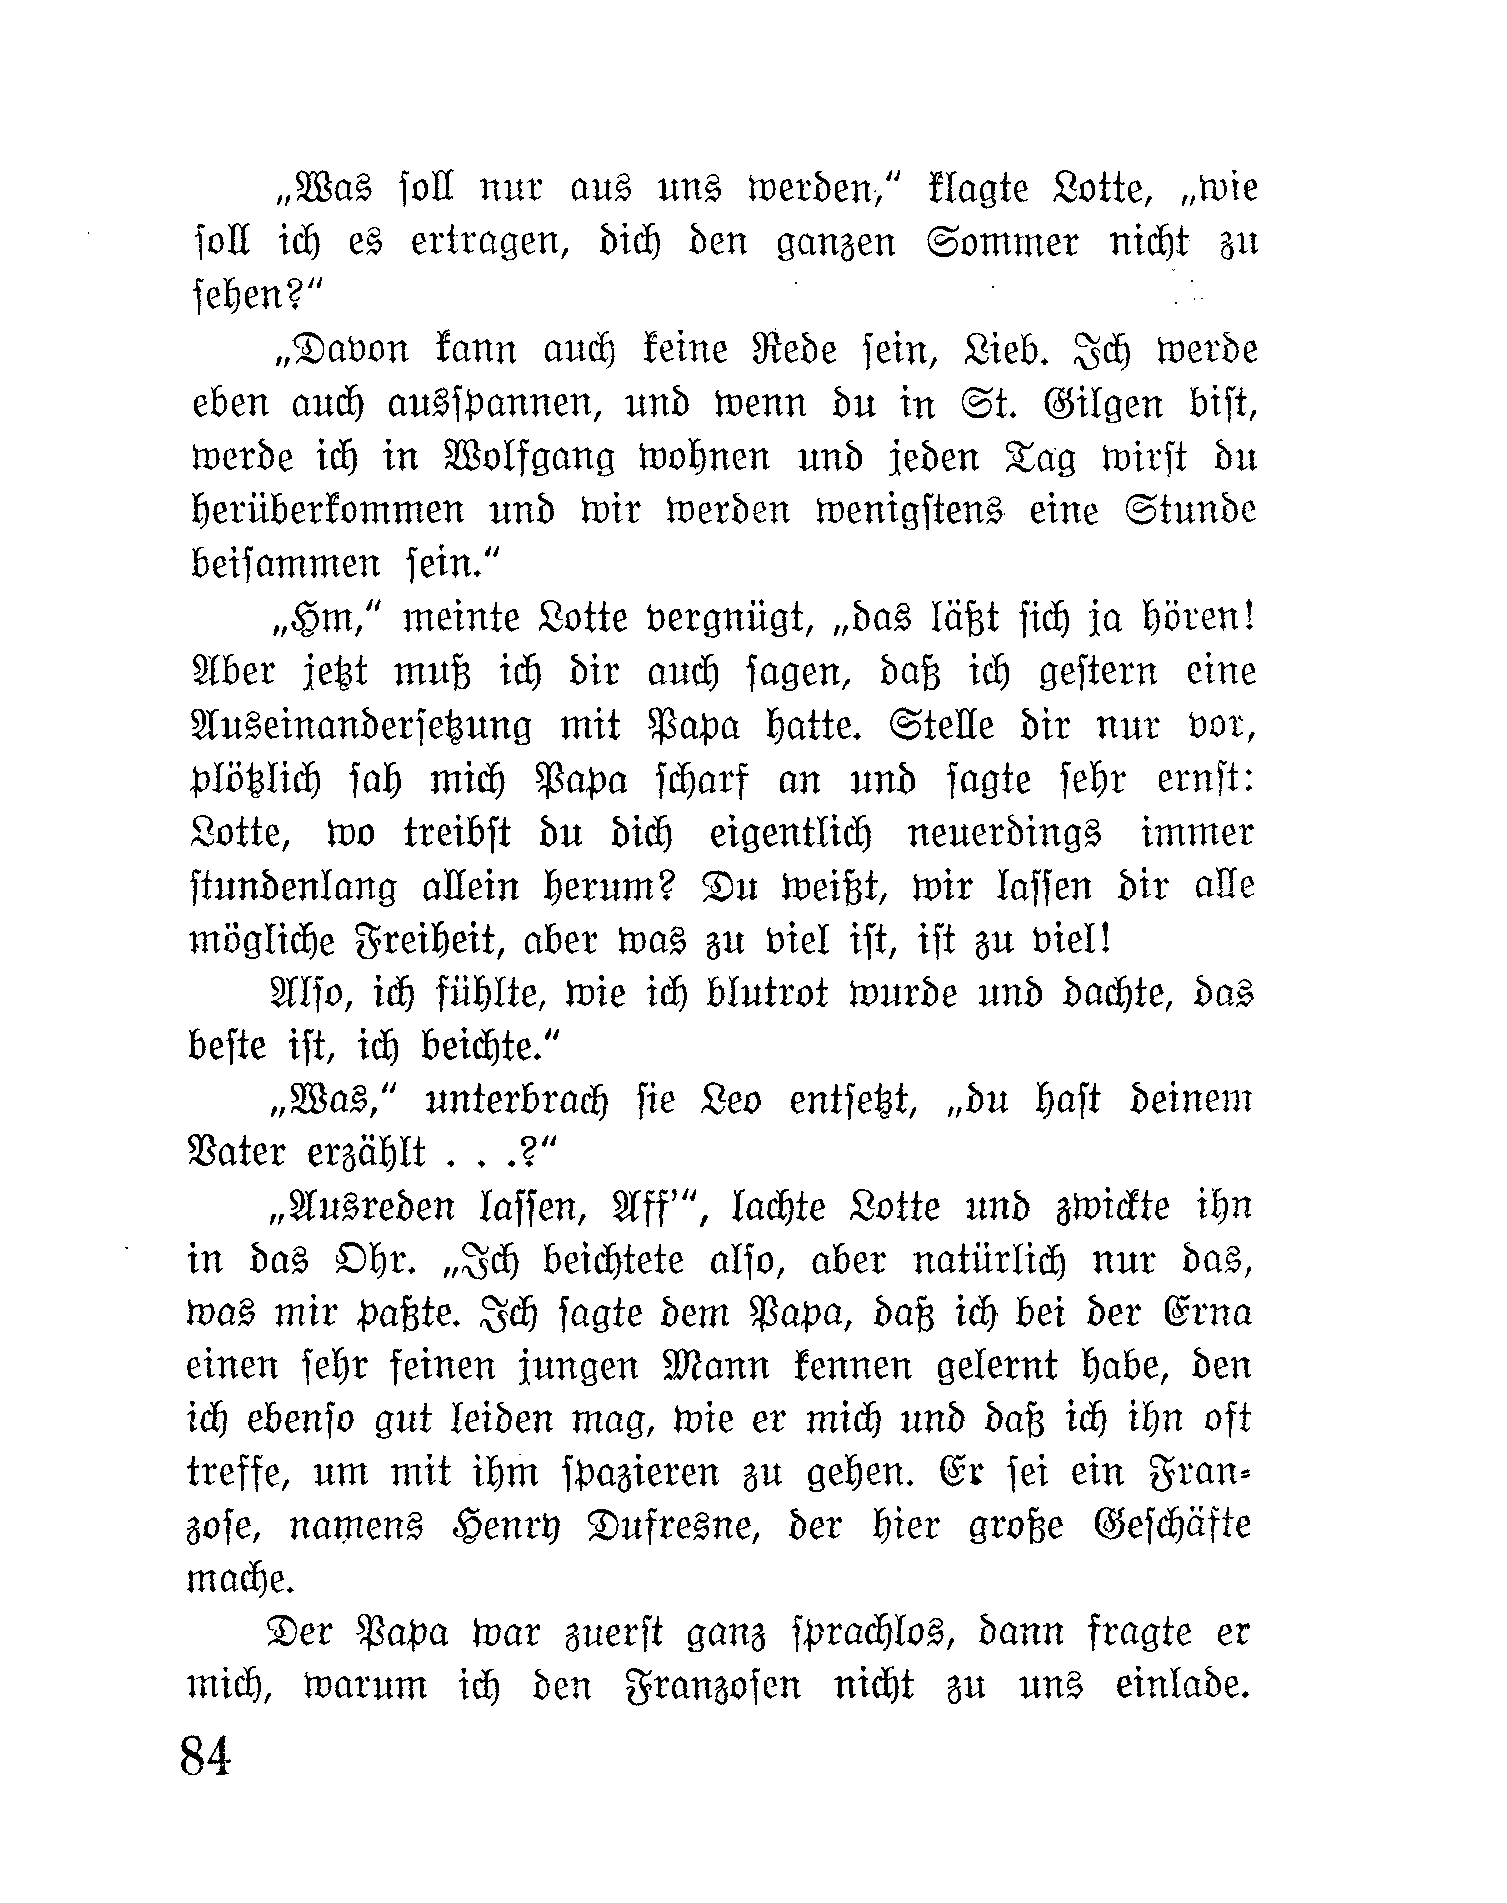 „Was ſoll nur aus uns werden,“ klagte Lotte, „wie
ſoll ich es ertragen, dich den ganzen Sommer nicht zu
ſehen?“
„Davon kann auch keine Rede ſein, Lieb. Ich werde
eben auch ausſpannen, und wenn du in St. Gilgen biſt,
werde ich in Wolfgang wohnen und jeden Tag wirſt du
herüberkommen und wir werden wenigſtens eine Stunde
beiſammen ſein.“
„Hm,“ meinte Lotte vergnügt, „das läßt ſich ja hören!
Aber jetzt muß ich dir auch ſagen, daß ich geſtern eine
Auseinanderſetzung mit Papa hatte. Stelle dir nur vor,
plötzlich ſah mich Papa ſcharf an und ſagte ſehr ernſt:
Lotte, wo treibſt du dich eigentlich neuerdings immer
ſtundenlang allein herum? Du weißt, wir laſſen dir alle
mögliche Freiheit, aber was zu viel iſt, iſt zu viel!
Alſo, ich fühlte, wie ich blutrot wurde und dachte, das
beſte iſt, ich beichte.“
„Was,“ unterbrach ſie Leo entſetzt, „du haſt deinem
Vater erzählt . . .?“
„Ausreden laſſen, Aff’“, lachte Lotte und zwickte ihn
in das Ohr. „Ich beichtete alſo, aber natürlich nur das,
was mir paßte. Ich ſagte dem Papa, daß ich bei der Erna
einen ſehr feinen jungen Mann kennen gelernt habe, den
ich ebenſo gut leiden mag, wie er mich und daß ich ihn oft
treffe, um mit ihm ſpazieren zu gehen. Er ſei ein Fran-
zoſe, namens Henry Dufresne, der hier große Geſchäfte
mache.
Der Papa war zuerſt ganz ſprachlos, dann fragte er
mich, warum ich den Franzoſen nicht zu uns einlade.
84